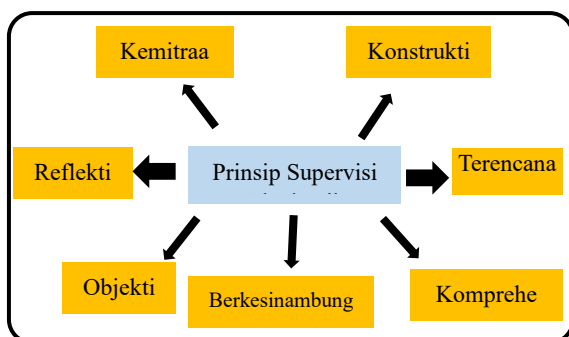 Kemitraa
Konstrukti
Reflekti
Prinsip Supervisi
Terencana
Objekti
Berkesinambung
Komprehe